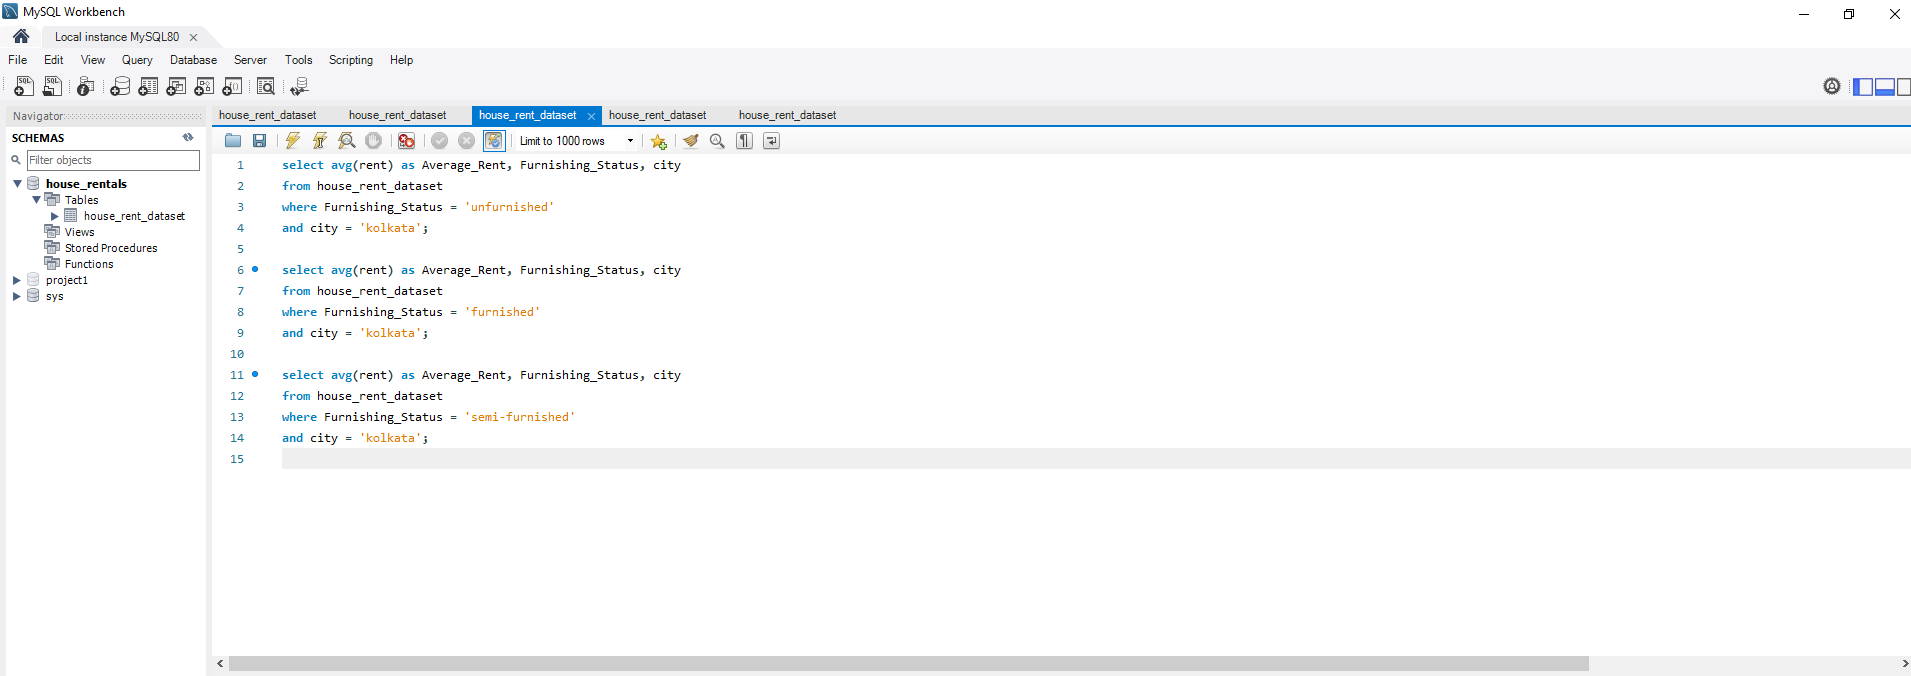 MySQL Workbench
Local instance MySQL80
File Edit View Query Database Server Tools Scripting Help
Navigator
SCHEMAS
Filter objects
house_rentals
Tables
house_rent_dataset
Views
Stored Procedures
Functions
project1
sys
house_rent_dataset house_rent_dataset house_rent_dataset house_rent_dataset house_rent_dataset
Limit to 1000 rows
1 select avg(rent) as Average_Rent, Furnishing_Status, city
2 from house_rent_dataset
3 where Furnishing_Status = 'unfurnished'
4 and city = 'kolkata';
5
6 select avg(rent) as Average_Rent, Furnishing_Status, city
7 from house_rent_dataset
8 where Furnishing_Status = 'furnished'
9 and city = 'kolkata';
10
11 select avg(rent) as Average_Rent, Furnishing_Status, city
12 from house_rent_dataset
13 where Furnishing_Status = 'semi-furnished'
14 and city = 'kolkata';
15